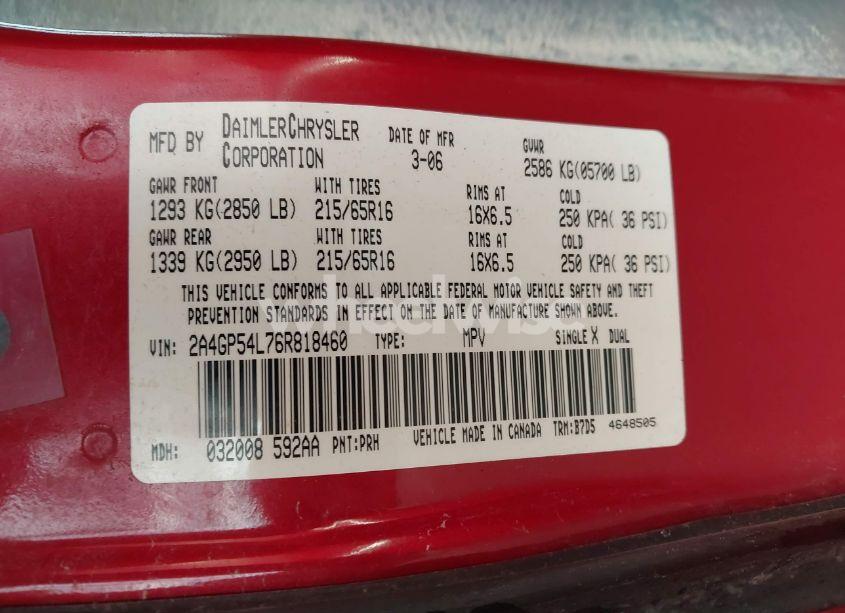 MFD BY DAIMLERCHRYSLER CORPORATION DATE OF MFR 3-06 GVWR 2586 KG(05700 LB)
GAWR FRONT WITH TIRES RIMS AT COLD
1293 KG(2850 LB) 215/65R16 16X6.5 250 KPA( 36 PSI)
GAWR REAR WITH TIRES RIMS AT COLD
1339 KG(2950 LB) 215/65R16 16X6.5 250 KPA( 36 PSI)
THIS VEHICLE CONFORMS TO ALL APPLICABLE FEDERAL MOTOR VEHICLE SAFETY AND THEFT
PREVENTION STANDARDS IN EFFECT ON THE DATE OF MANUFACTURE SHOWN ABOVE.
wheelwise
VIN: 2A4GP54L76R818460 TYPE: MPV SINGLE X DUAL
MDH: 032008 592AA PNT:PRH VEHICLE MADE IN CANADA TRM:B7D5 4648505